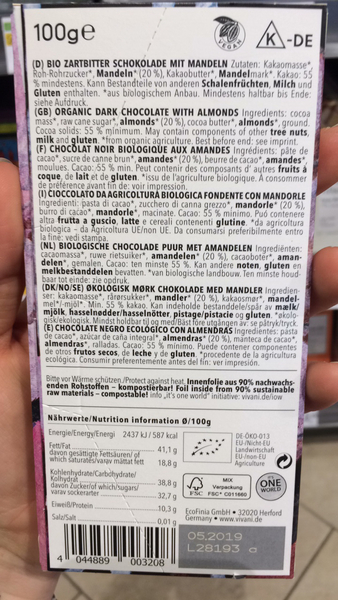 100g℮
VEGAN
K-DE
(D) BIO ZARTBITTER SCHOKOLADE MIT MANDELN Zutaten: Kakaomasse*,
Roh-Rohrzucker*, Mandeln* (20 %), Kakaobutter*, Mandelmark*. Kakao: 55
% mindestens. Kann Bestandteile von anderen Schalenfrüchten, Milch und
Gluten enthalten. *aus biologischem Anbau. Mindestens haltbar bis Ende:
siehe Aufdruck.
(GB) ORGANIC DARK CHOCOLATE WITH ALMONDS Ingredients: cocoa
mass*, raw cane sugar*, almonds* (20 %), cocoa butter*, almonds*, ground.
Cocoa solids: 55 % minimum. May contain components of other tree nuts,
milk and gluten. *from organic agriculture. Best before end: see imprint.
(F) CHOCOLAT NOIR BIOLOGIQUE AUX AMANDES Ingrédients: pâte de
cacao*, sucre de canne brun*, amandes* (20 %), beurre de cacao*, amandes*,
moulues. Cacao: 55 % min. Peut contenir des composants d' autres fruits à
coque, de lait et de gluten. *issu de l'agriculture biologique. A consommer
de préférence avant fin de: voir impression.
(I) CIOCCOLATO DA AGRICOLTURA BIOLOGICA FONDENTE CON MANDORLE
Ingredienti: pasta di cacao*, zucchero di canna grezzo*, mandorle* (20 %),
burro di cacao*, mandorle*, macinate. Cacao: 55 % minimo. Può contenere
altra frutta a guscio, latte e cereali contenenti glutine. *da agricoltura
biologica – da Agricoltura UE/non UE. Da consumarsi preferibilmente entro
la fine: vedi stampa.
(NL) BIOLOGISCHE CHOCOLADE PUUR MET AMANDELEN Ingrediënten:
cacaomassa*, ruwe rietsuiker*, amandelen* (20 %), cacaoboter*, aman-
delen*, gemalen. Cacao: ten minste 55 %. Kan andere noten, gluten en
melkbestanddelen bevatten. *van biologische landbouw. Ten minste houd-
baar tot einde: zie opdruk.
(DK/NO/SE) ØKOLOGISK MØRK CHOKOLADE MED MANDLER Ingredien-
ser: kakaomasse*, rårørsukker*, mandler* (20 %), kakaosmør*, mandel-
mel*/-mjöl*. Min. 55 % kakao. Kan indeholde bestanddele/spår av mælk/
mjölk, hasselnødder/hasselnötter, pistage/pistacie og gluten. *økolo-
gisk/ekologisk. Mindst holdbar til og med/Bäst före utgången av: se påtryk/tryck.
(E) CHOCOLATE NEGRO ECOLÓGICO CON ALMENDRAS Ingredientes: pasta
de cacao*, azúcar de caña integral*, almendras* (20 %), manteca de cacao*,
almendras*, ralladas. Cacao: 55 % mínimo. Puede contener componentes
de otros frutos secos, de leche y de gluten. *procedente de la agricultura
ecológica. Consumir preferentemente antes del fin: ver impresión.
Bitte vor Wärme schützen./Protect against heat. Innenfolie aus 90% nachwachs-
enden Rohstoffen – kompostierbar! Foil inside from 90% sustainable
raw materials – compostable! info „it's one world" initiative: vivani.de/iow
Nährwerte/Nutrition information Ø/100g
Energie/Energy/Energi 2437 kJ/587 kcal
Fett/Fat 41,1 g
davon gesättigte Fettsäuren/ of
which saturates/varav mättat fett 18,8 g
Kohlenhydrate/Carbohydrate/
Kolhydrat 38,8 g
davon Zucker/of which sugars/
varav sockerarter 32,7 g
Eiweiß/Protein 10,3 g
Salz/Salt 0,01 g
DE-ÖKO-013
EU-/Nicht-EU
Landwirtschaft
EU-/non-EU
Agriculture
FSC
MIX
Verpackung
FSC® C011660
IT'S
ONE
WORLD
EcoFinia GmbH • 32020 Herford
Germany • www.vivani.de
05.2019
L28193 c
4 044889 003208